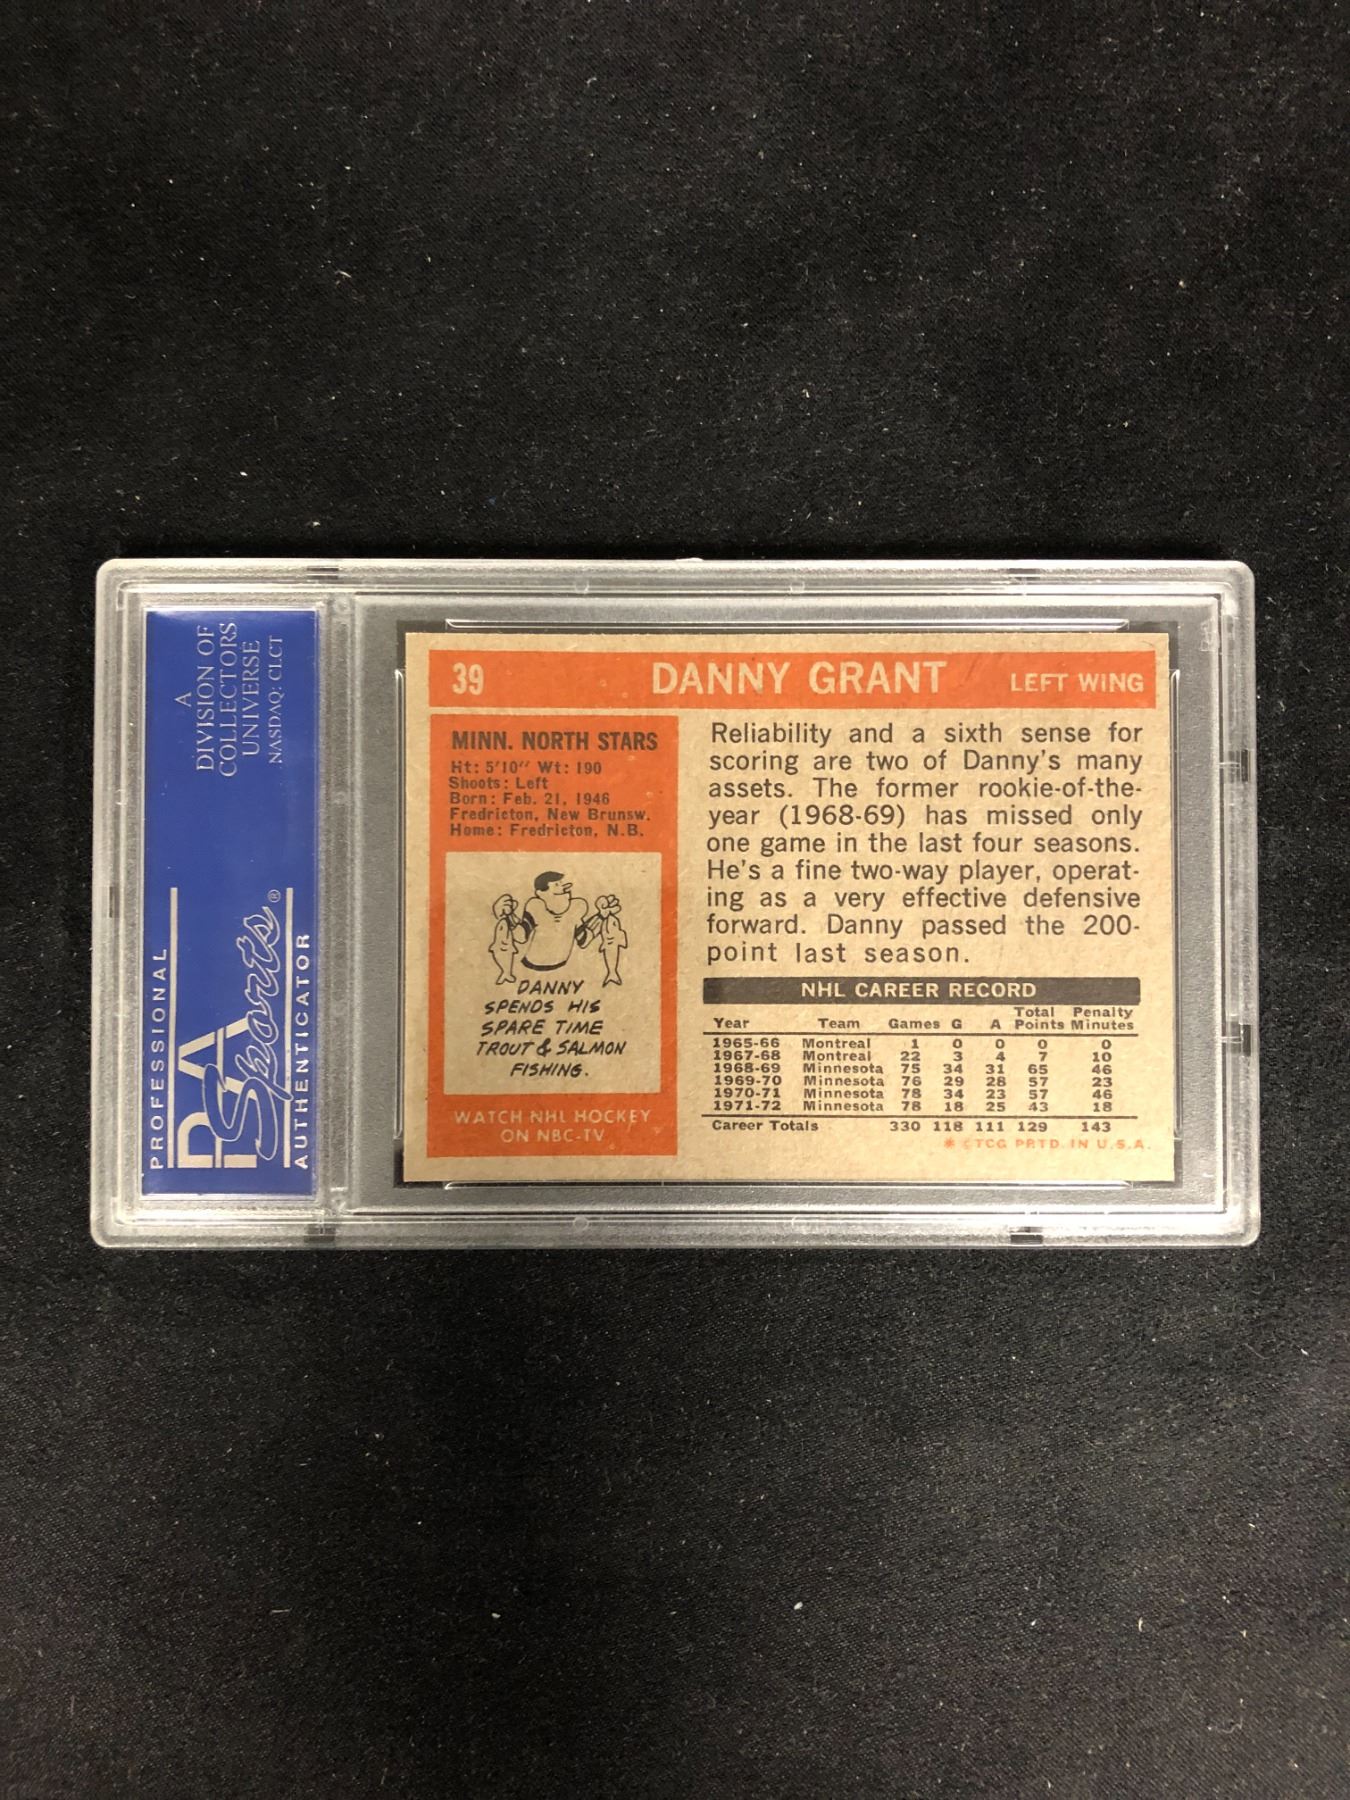 A
DIVISION OF
COLLECTORS
UNIVERSE
NASDAQ: CLCT
PROFESSIONAL
PSA
Sports®
AUTHENTICATOR
39 DANNY GRANT LEFT WING
MINN. NORTH STARS
Ht: 5'10" Wt: 190
Shoots: Left
Born: Feb. 21, 1946
Fredricton, New Brunsw.
Home: Fredricton, N.B.
DANNY
SPENDS HIS
SPARE TIME
TROUT & SALMON
FISHING.
WATCH NHL HOCKEY
ON NBC-TV
Reliability and a sixth sense for
scoring are two of Danny's many
assets. The former rookie-of-the-
year (1968-69) has missed only
one game in the last four seasons.
He's a fine two-way player, operat-
ing as a very effective defensive
forward. Danny passed the 200-
point last season.
NHL CAREER RECORD
Year Team Games G A Total Points Penalty Minutes
1965-66 Montreal 1 0 0 0 0
1967-68 Montreal 22 3 4 7 10
1968-69 Minnesota 75 34 31 65 46
1969-70 Minnesota 76 29 28 57 23
1970-71 Minnesota 78 34 23 57 46
1971-72 Minnesota 78 18 25 43 18
Career Totals 330 118 111 129 143
* © TCG PRTD. IN U.S.A.